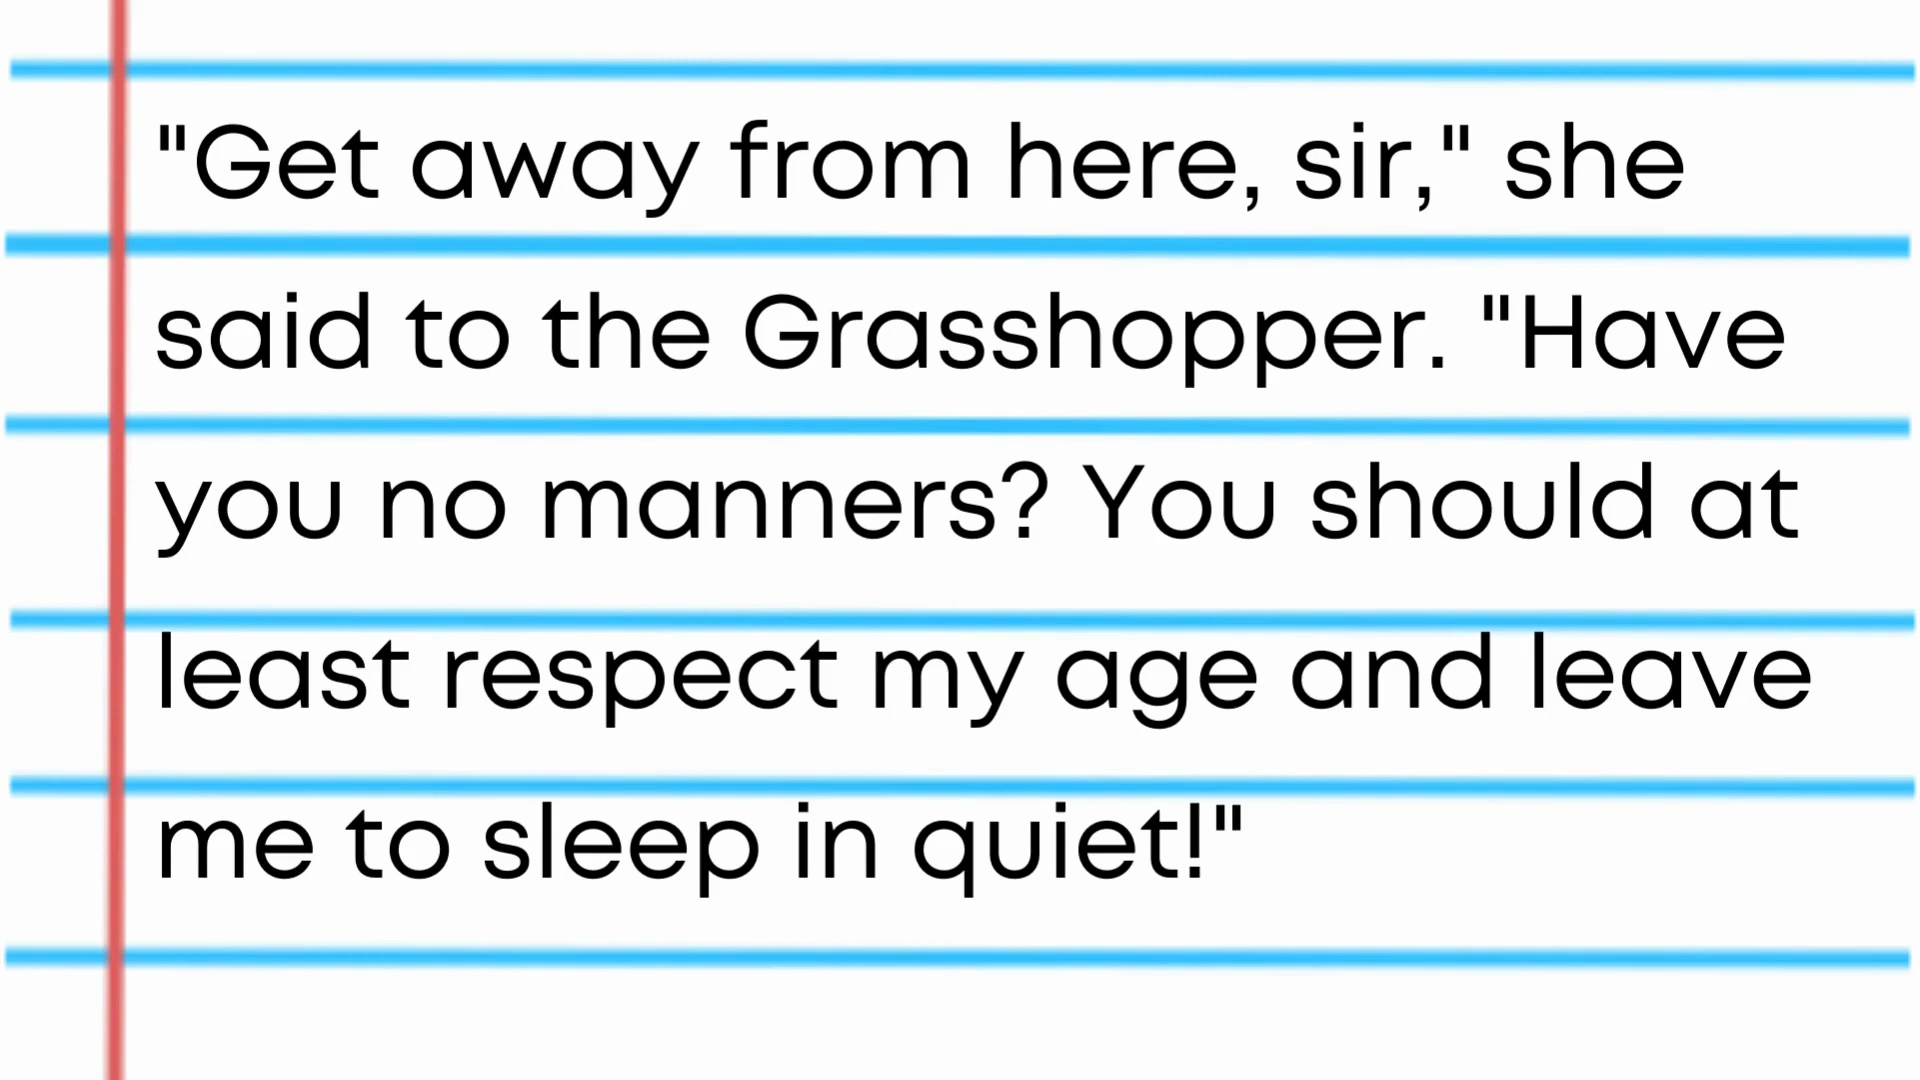 "Get away from here, sir," she
said to the Grasshopper. "Have
you no manners? You should at
least respect my age and leave
me to sleep in quiet!"